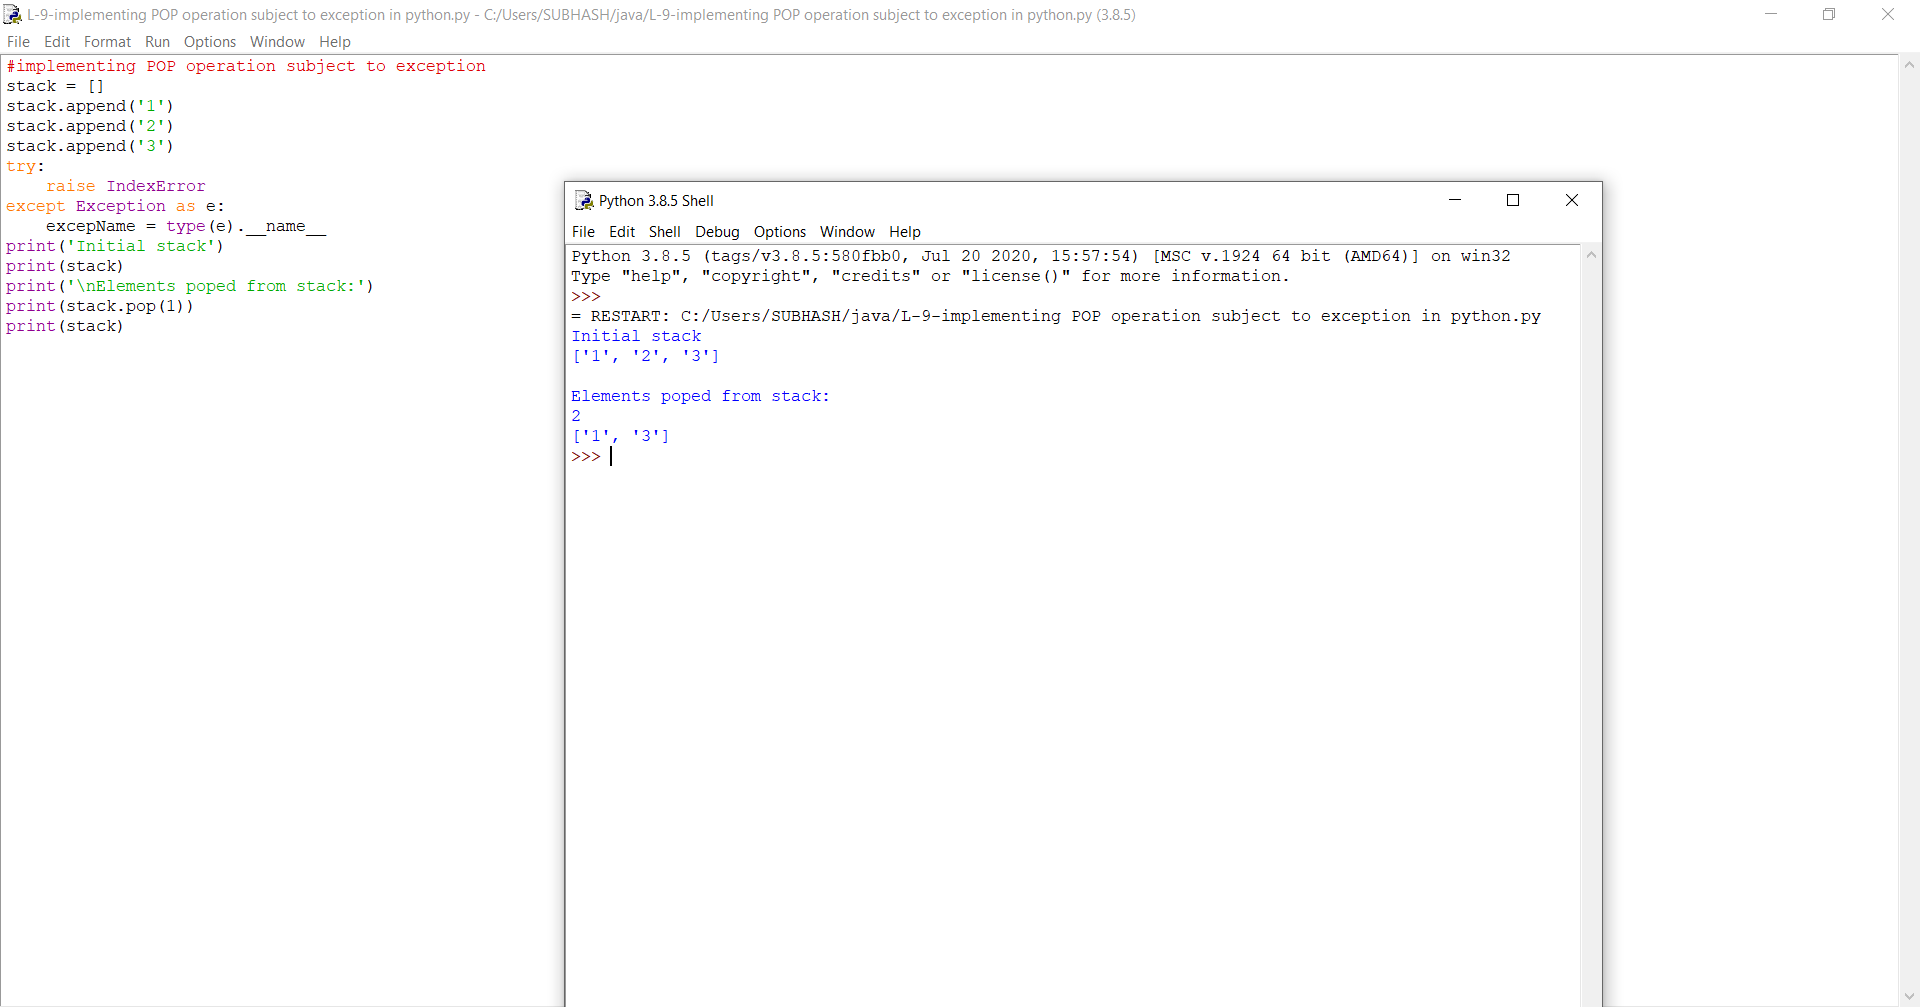 L-9-implementing POP operation subject to exception in python.py - C:/Users/SUBHASH/java/L-9-implementing POP operation subject to exception in python.py (3.8.5)
File Edit Format Run Options Window Help
#implementing POP operation subject to exception
stack = []
stack.append('1')
stack.append('2')
stack.append('3')
try:
    raise IndexError
except Exception as e:
    excepName = type(e).__name__
print('Initial stack')
print(stack)
print('\nElements poped from stack:')
print(stack.pop(1))
print(stack)
Python 3.8.5 Shell
File Edit Shell Debug Options Window Help
Python 3.8.5 (tags/v3.8.5:580fbb0, Jul 20 2020, 15:57:54) [MSC v.1924 64 bit (AMD64)] on win32
Type "help", "copyright", "credits" or "license()" for more information.
>>>
= RESTART: C:/Users/SUBHASH/java/L-9-implementing POP operation subject to exception in python.py
Initial stack
['1', '2', '3']

Elements poped from stack:
2
['1', '3']
>>>